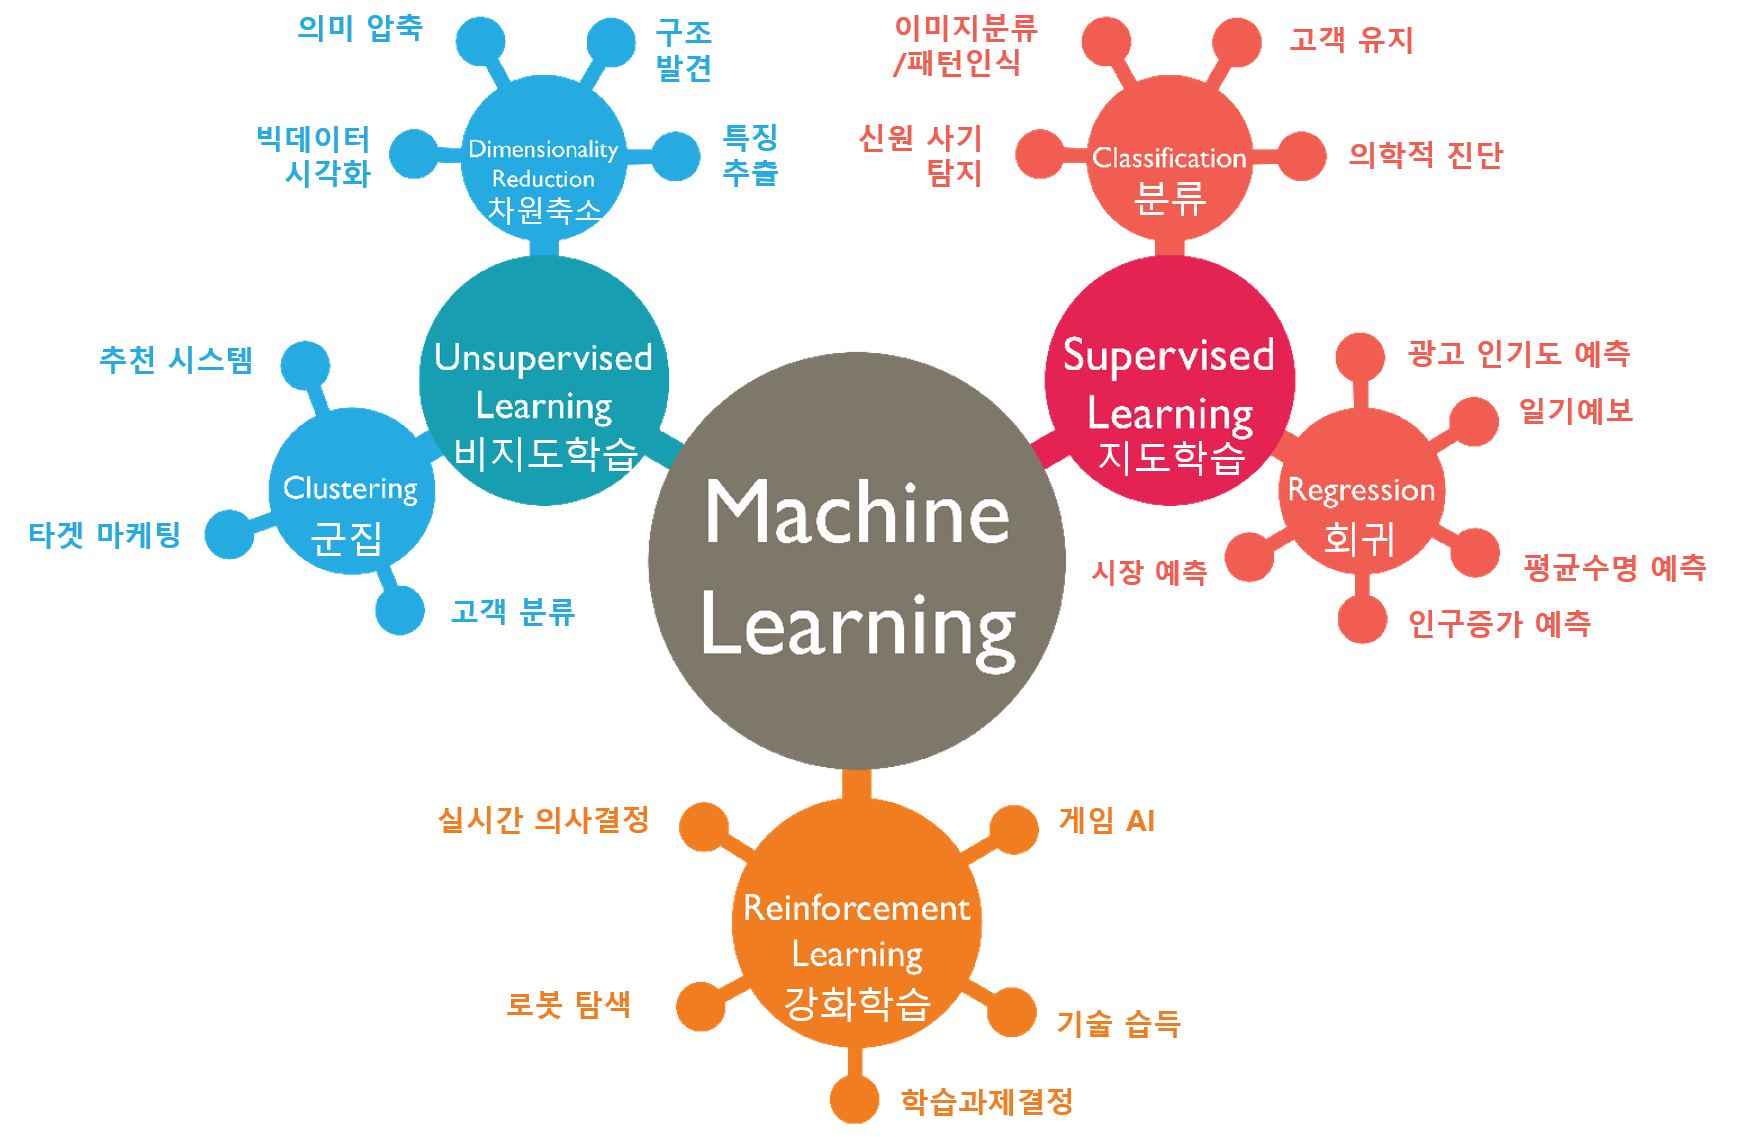 의미 압축
구조
발견
빅데이터
시각화
특징
추출
Dimensionality
Reduction
차원축소
이미지분류
/패턴인식
고객 유지
신원 사기
탐지
의학적 진단
Classification
분류
Unsupervised
Learning
비지도학습
추천 시스템
타겟 마케팅
고객 분류
Clustering
군집
Supervised
Learning
지도학습
광고 인기도 예측
일기예보
Regression
회귀
시장 예측
평균수명 예측
인구증가 예측
Machine
Learning
실시간 의사결정
게임 AI
Reinforcement
Learning
강화학습
로봇 탐색
기술 습득
학습과제결정